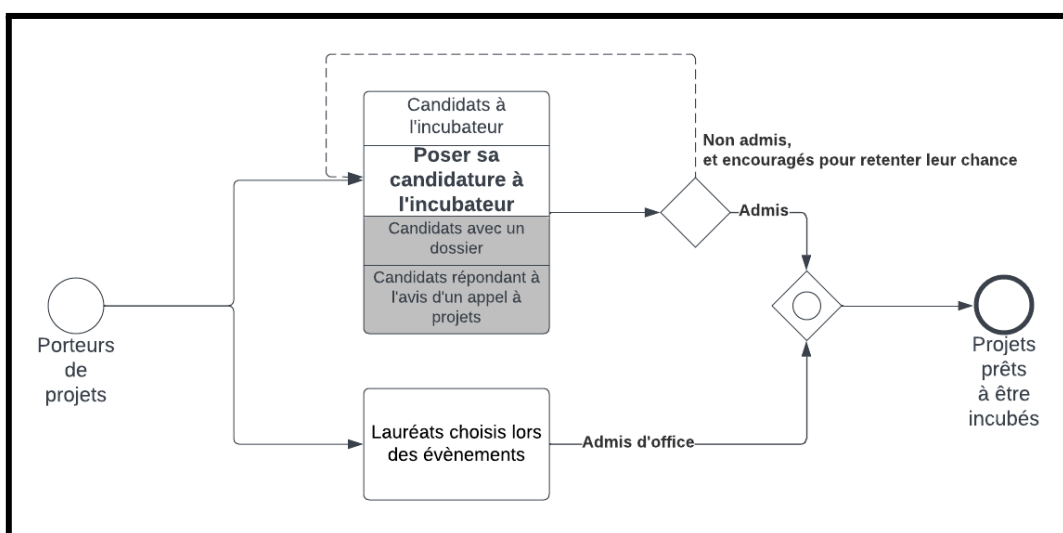 Candidats à
l'incubateur
Poser sa
candidature à
l'incubateur
Candidats avec un
dossier
Candidats répondant à
l'avis d'un appel à
projets
Non admis,
et encouragés pour retenter leur chance
Admis
Porteurs
de
projets
Projets
prêts
à être
incubés
Lauréats choisis lors
des évènements
Admis d'office